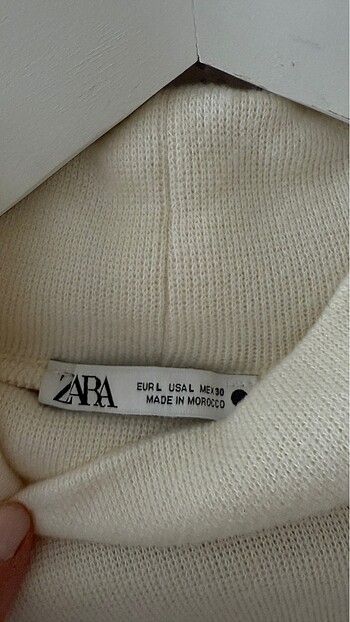 ZARA
EUR L USA L MEX 30
MADE IN MOROCCO